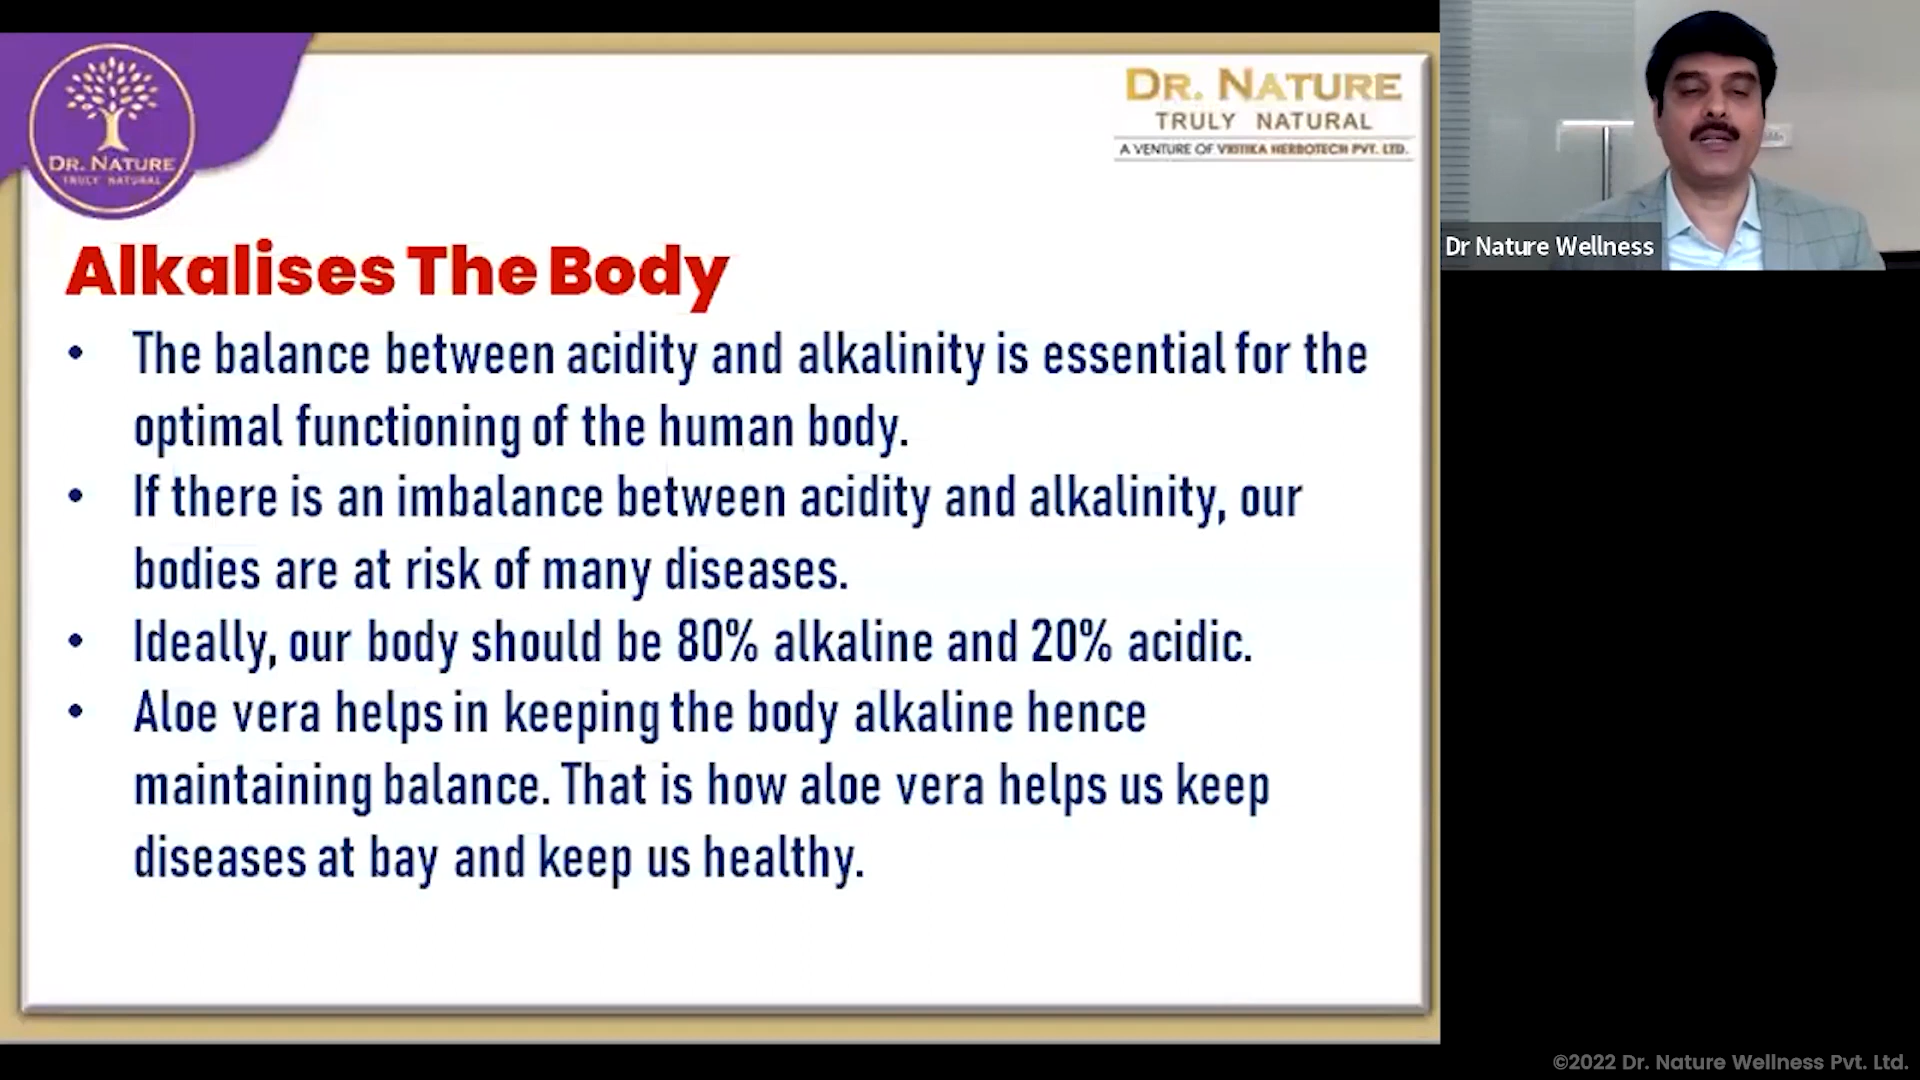 DR. NATURE
TRULY NATURAL
DR. NATURE
TRULY NATURAL
A VENTURE OF VRITIKA HERBOTECH PVT. LTD.
Alkalises The Body
• The balance between acidity and alkalinity is essential for the
optimal functioning of the human body.
• If there is an imbalance between acidity and alkalinity, our
bodies are at risk of many diseases.
• Ideally, our body should be 80% alkaline and 20% acidic.
• Aloe vera helps in keeping the body alkaline hence
maintaining balance. That is how aloe vera helps us keep
diseases at bay and keep us healthy.
Dr Nature Wellness
©2022 Dr. Nature Wellness Pvt. Ltd.